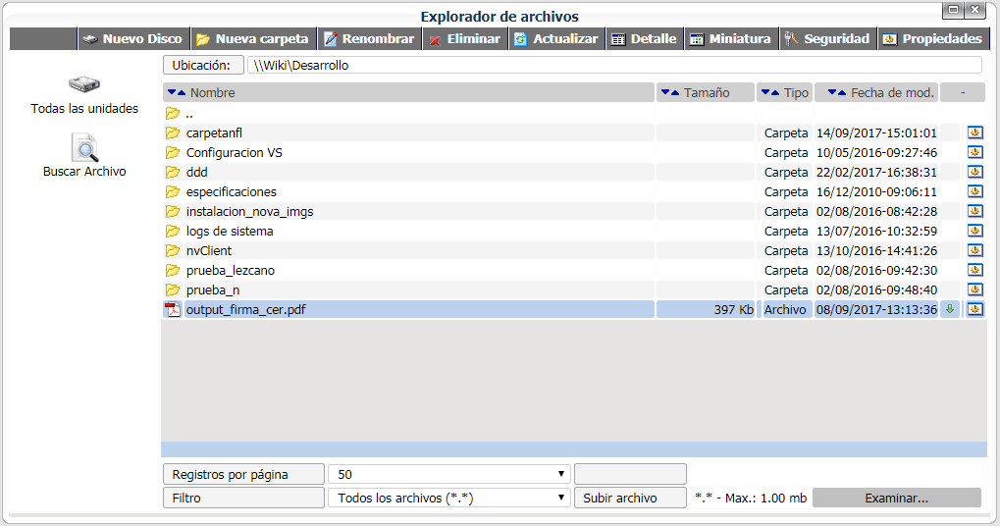 Explorador de archivos
Nuevo Disco Nueva carpeta Renombrar Eliminar Actualizar Detalle Miniatura Seguridad Propiedades
Todas las unidades
Buscar Archivo
Ubicación: \\Wiki\Desarrollo
Nombre Tamaño Tipo Fecha de mod. -
..
carpetanfl Carpeta 14/09/2017-15:01:01
Configuracion VS Carpeta 10/05/2016-09:27:46
ddd Carpeta 22/02/2017-16:38:31
especificaciones Carpeta 16/12/2010-09:06:11
instalacion_nova_imgs Carpeta 02/08/2016-08:42:28
logs de sistema Carpeta 13/07/2016-10:32:59
nvClient Carpeta 13/10/2016-14:41:26
prueba_lezcano Carpeta 02/08/2016-09:42:30
prueba_n Carpeta 02/08/2016-09:48:40
output_firma_cer.pdf 397 Kb Archivo 08/09/2017-13:13:36
Registros por página 50
Filtro Todos los archivos (*.*) Subir archivo *.* - Max.: 1.00 mb Examinar...